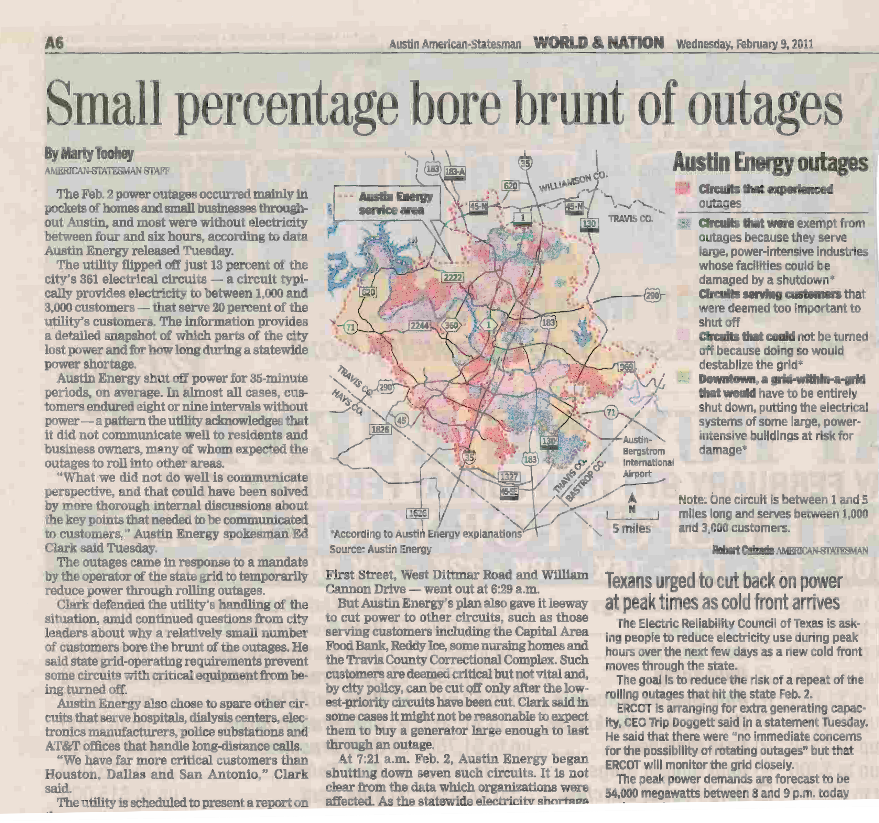 A6
Austin American-Statesman WORLD & NATION Wednesday, February 9, 2011
Small percentage bore brunt of outages
By Marty Toohey
AMERICAN-STATESMAN STAFF
The Feb. 2 power outages occurred mainly in
pockets of homes and small businesses through-
out Austin, and most were without electricity
between four and six hours, according to data
Austin Energy released Tuesday.
The utility flipped off just 13 percent of the
city's 361 electrical circuits — a circuit typi-
cally provides electricity to between 1,000 and
3,000 customers — that serve 20 percent of the
utility's customers. The information provides
a detailed snapshot of which parts of the city
lost power and for how long during a statewide
power shortage.
Austin Energy shut off power for 35-minute
periods, on average. In almost all cases, cus-
tomers endured eight or nine intervals without
power — a pattern the utility acknowledges that
it did not communicate well to residents and
business owners, many of whom expected the
outages to roll into other areas.
"What we did not do well is communicate
perspective, and that could have been solved
by more thorough internal discussions about
the key points that needed to be communicated
to customers," Austin Energy spokesman Ed
Clark said Tuesday.
The outages came in response to a mandate
by the operator of the state grid to temporarily
reduce power through rolling outages.
Clark defended the utility's handling of the
situation, amid continued questions from city
leaders about why a relatively small number
of customers bore the brunt of the outages. He
said state grid-operating requirements prevent
some circuits with critical equipment from be-
ing turned off.
Austin Energy also chose to spare other cir-
cuits that serve hospitals, dialysis centers, elec-
tronics manufacturers, police substations and
AT&T offices that handle long-distance calls.
"We have far more critical customers than
Houston, Dallas and San Antonio," Clark
said.
The utility is scheduled to present a report on
Austin Energy
service area
183
183-A
35
620
WILLIAMSON CO.
45-N
45-N
1
130
TRAVIS CO.
2222
620
290
71
2244
360
1
183
969
TRAVIS CO.
HAYS CO.
290
45
71
1826
130
Austin-
Bergstrom
International
Airport
35
183
TRAVIS CO.
BASTROP CO.
1327
1626
N
5 miles
*According to Austin Energy explanations
Source: Austin Energy
Austin Energy outages
Circuits that experienced
outages
Circuits that were exempt from
outages because they serve
large, power-intensive industries
whose facilities could be
damaged by a shutdown*
Circuits serving customers that
were deemed too important to
shut off
Circuits that could not be turned
off because doing so would
destablize the grid*
Downtown, a grid-within-a-grid
that would have to be entirely
shut down, putting the electrical
systems of some large, power-
intensive buildings at risk for
damage*
Note: One circuit is between 1 and 5
miles long and serves between 1,000
and 3,000 customers.
Robert Calzada AMERICAN-STATESMAN
First Street, West Dittmar Road and William
Cannon Drive — went out at 6:29 a.m.
But Austin Energy's plan also gave it leeway
to cut power to other circuits, such as those
serving customers including the Capital Area
Food Bank, Reddy Ice, some nursing homes and
the Travis County Correctional Complex. Such
customers are deemed critical but not vital and,
by city policy, can be cut off only after the low-
est-priority circuits have been cut. Clark said in
some cases it might not be reasonable to expect
them to buy a generator large enough to last
through an outage.
At 7:21 a.m. Feb. 2, Austin Energy began
shutting down seven such circuits. It is not
clear from the data which organizations were
affected. As the statewide electricity shortage
Texans urged to cut back on power
at peak times as cold front arrives
The Electric Reliability Council of Texas is ask-
ing people to reduce electricity use during peak
hours over the next few days as a new cold front
moves through the state.
The goal is to reduce the risk of a repeat of the
rolling outages that hit the state Feb. 2.
ERCOT is arranging for extra generating capac-
ity, CEO Trip Doggett said in a statement Tuesday.
He said that there were "no immediate concerns
for the possibility of rotating outages" but that
ERCOT will monitor the grid closely.
The peak power demands are forecast to be
54,000 megawatts between 8 and 9 p.m. today